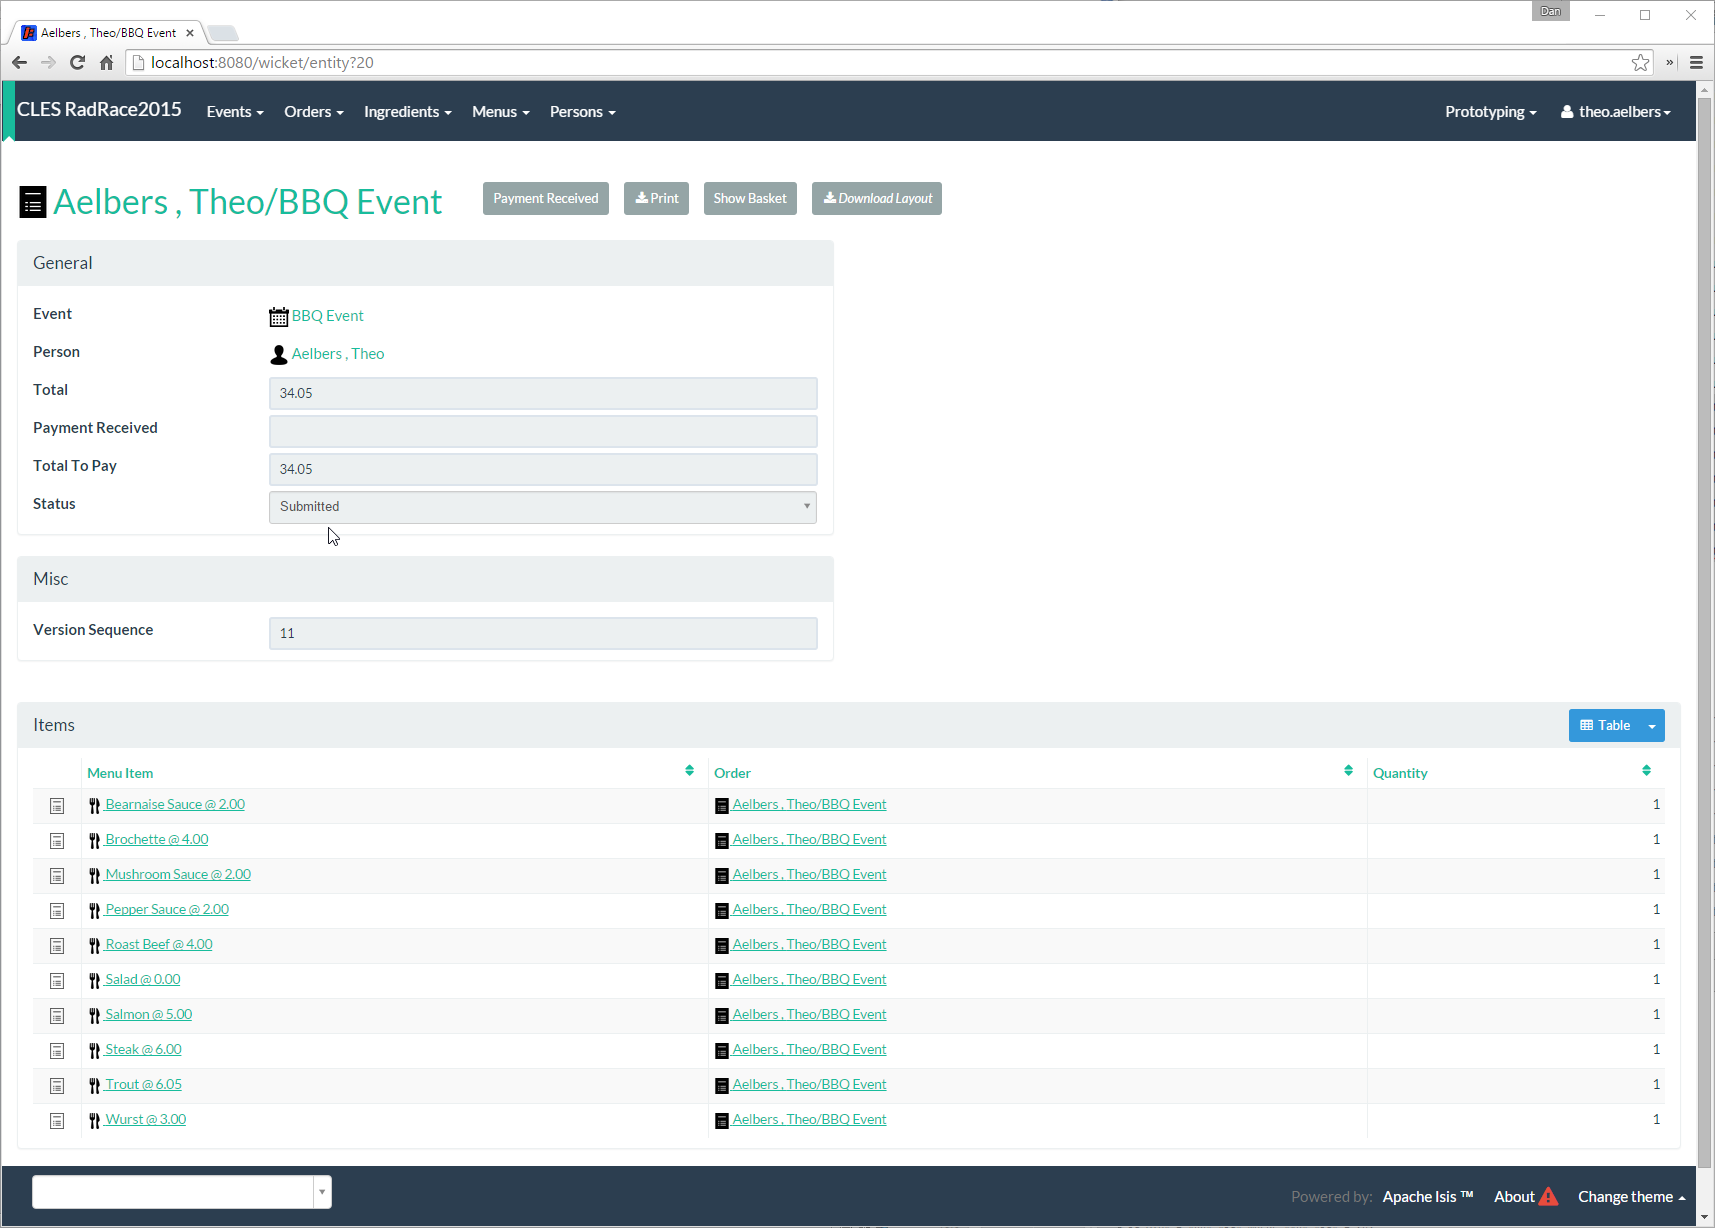 Dan
Aelbers , Theo/BBQ Event
localhost:8080/wicket/entity?20
CLES RadRace2015 Events Orders Ingredients Menus Persons Prototyping theo.aelbers
Aelbers , Theo/BBQ Event Payment Received Print Show Basket Download Layout
General
Event BBQ Event
Person Aelbers , Theo
Total 34.05
Payment Received
Total To Pay 34.05
Status Submitted
Misc
Version Sequence 11
Items Table
Menu Item Order Quantity
Bearnaise Sauce @ 2.00 Aelbers , Theo/BBQ Event 1
Brochette @ 4.00 Aelbers , Theo/BBQ Event 1
Mushroom Sauce @ 2.00 Aelbers , Theo/BBQ Event 1
Pepper Sauce @ 2.00 Aelbers , Theo/BBQ Event 1
Roast Beef @ 4.00 Aelbers , Theo/BBQ Event 1
Salad @ 0.00 Aelbers , Theo/BBQ Event 1
Salmon @ 5.00 Aelbers , Theo/BBQ Event 1
Steak @ 6.00 Aelbers , Theo/BBQ Event 1
Trout @ 6.05 Aelbers , Theo/BBQ Event 1
Wurst @ 3.00 Aelbers , Theo/BBQ Event 1
Powered by: Apache Isis ™ About Change theme